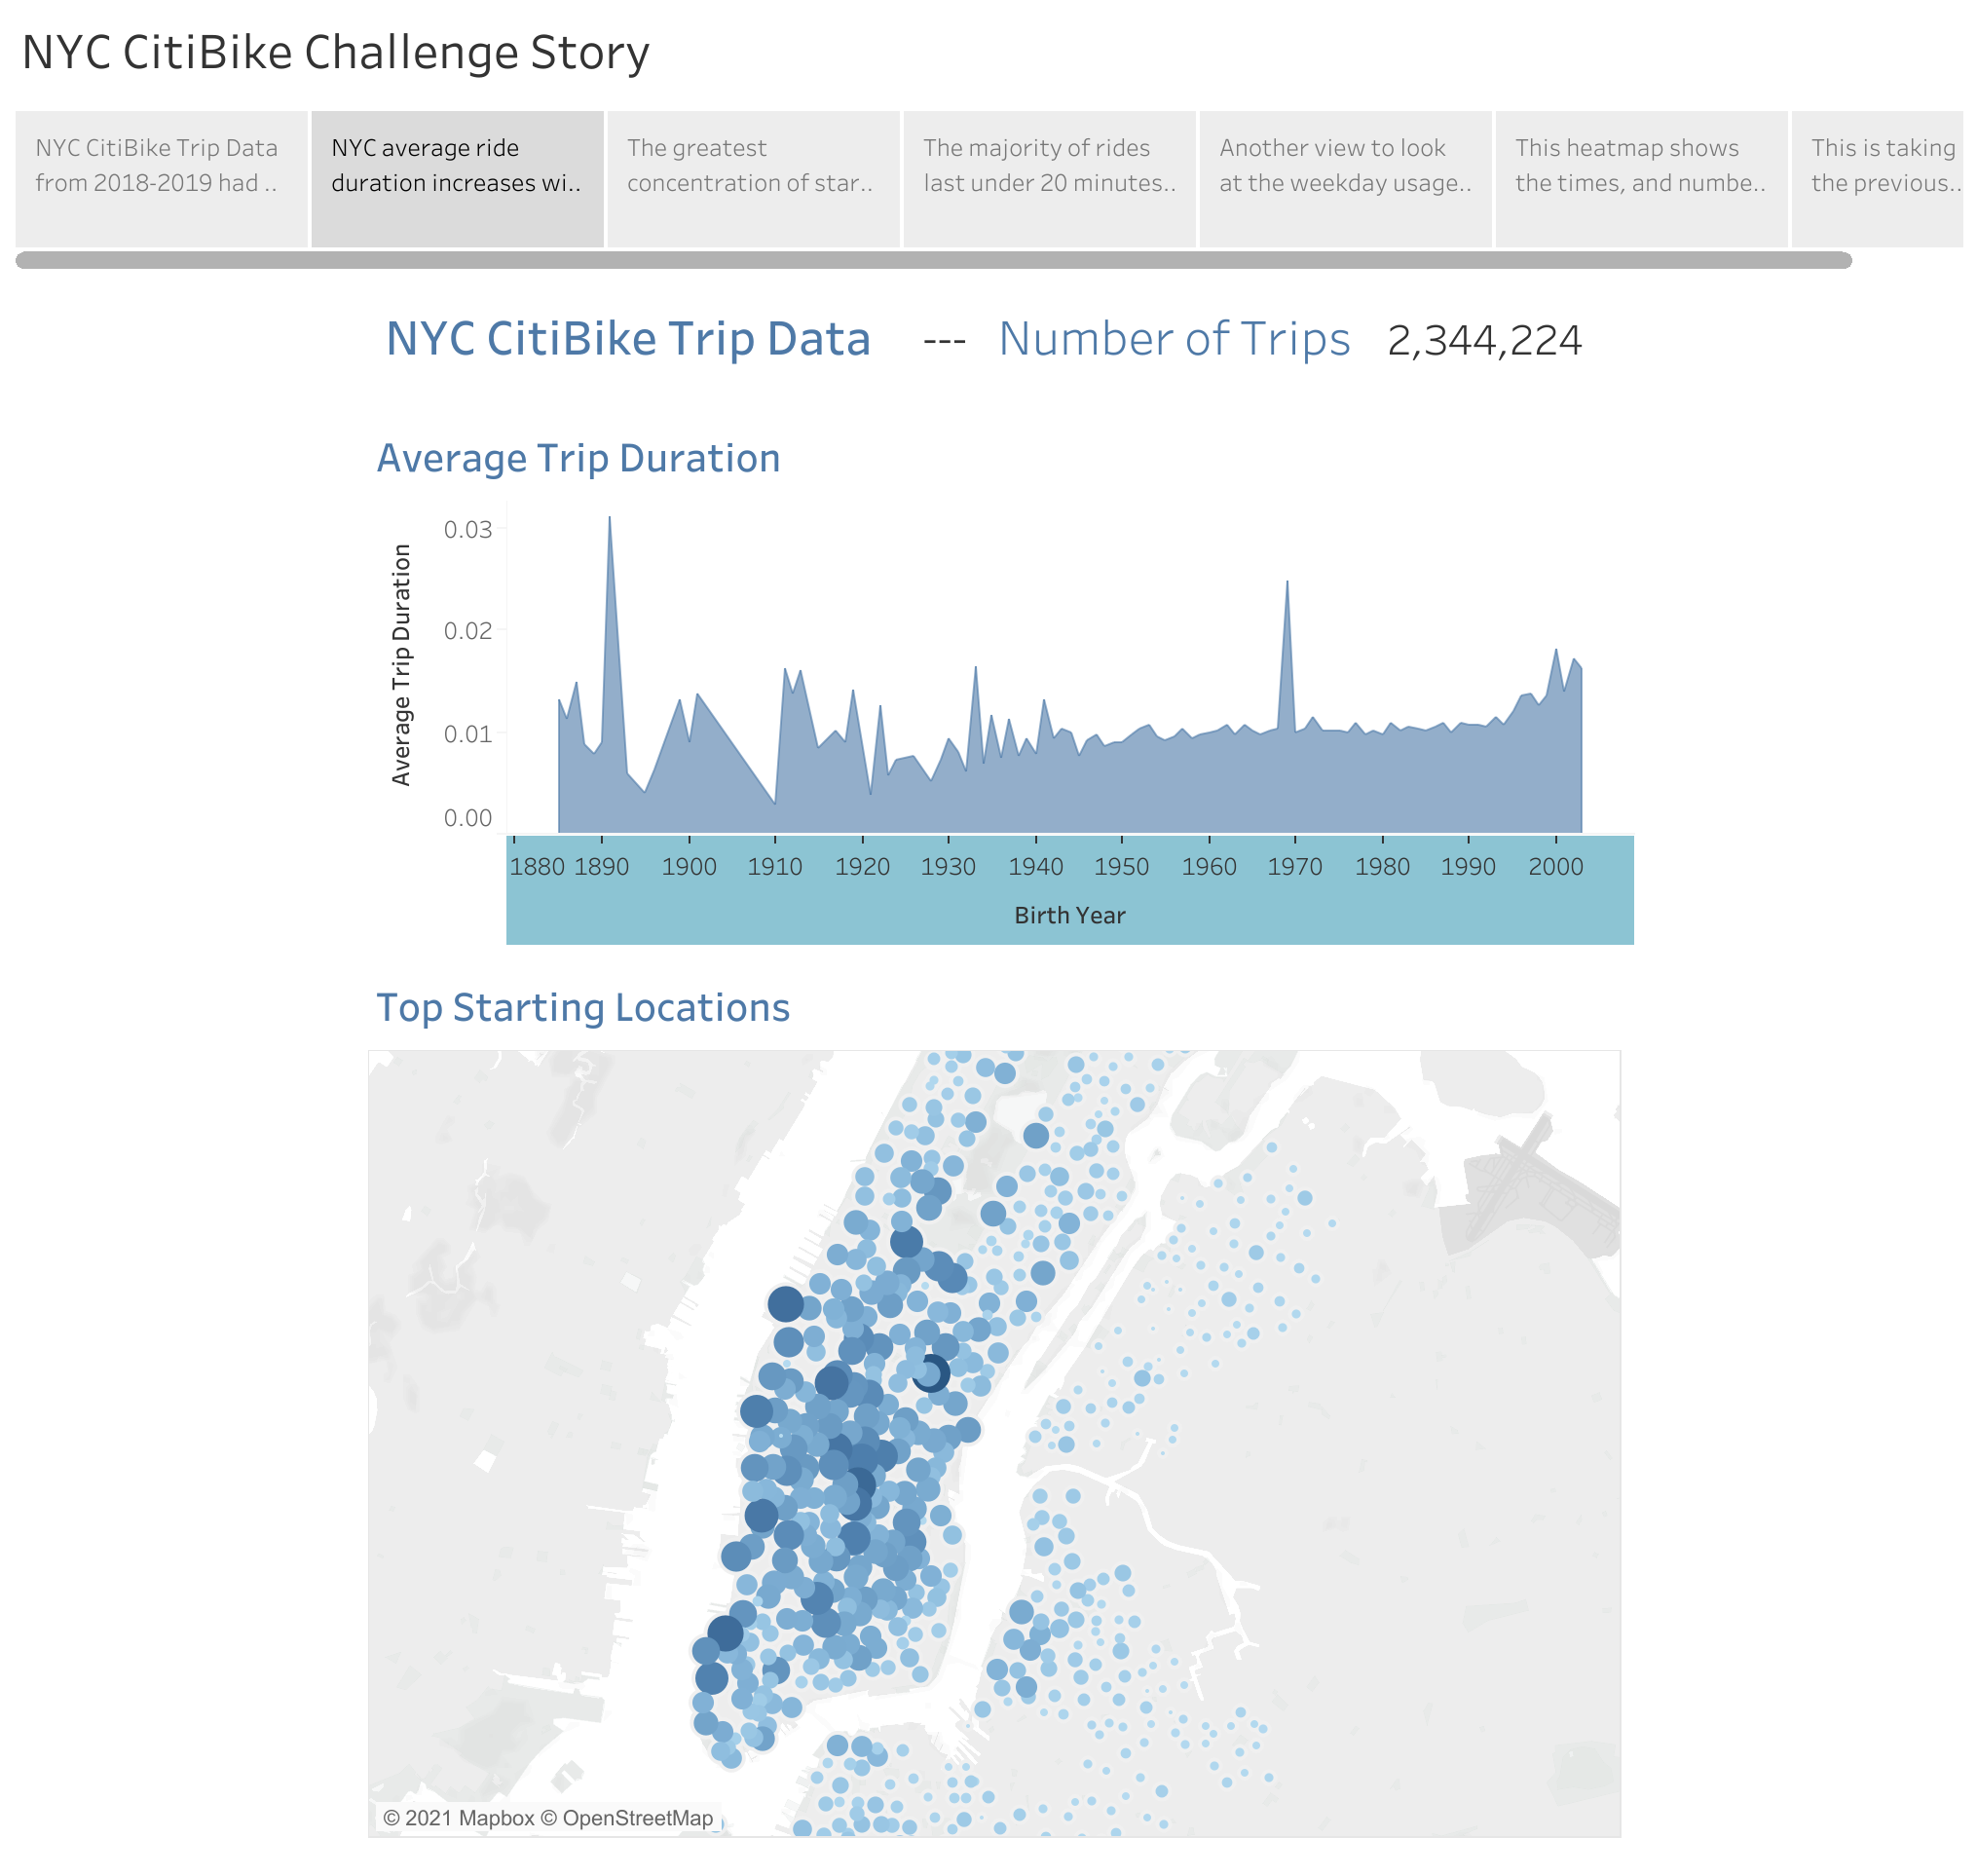 NYC CitiBike Challenge Story
NYC CitiBike Trip Data
from 2018-2019 had ..
NYC average ride
duration increases wi..
The greatest
concentration of star..
The majority of rides
last under 20 minutes..
Another view to look
at the weekday usage..
This heatmap shows
the times, and numbe..
This is taking
the previous..
NYC CitiBike Trip Data --- Number of Trips 2,344,224
Average Trip Duration
Average Trip Duration
0.03
0.02
0.01
0.00
1880 1890 1900 1910 1920 1930 1940 1950 1960 1970 1980 1990 2000
Birth Year
Top Starting Locations
© 2021 Mapbox © OpenStreetMap